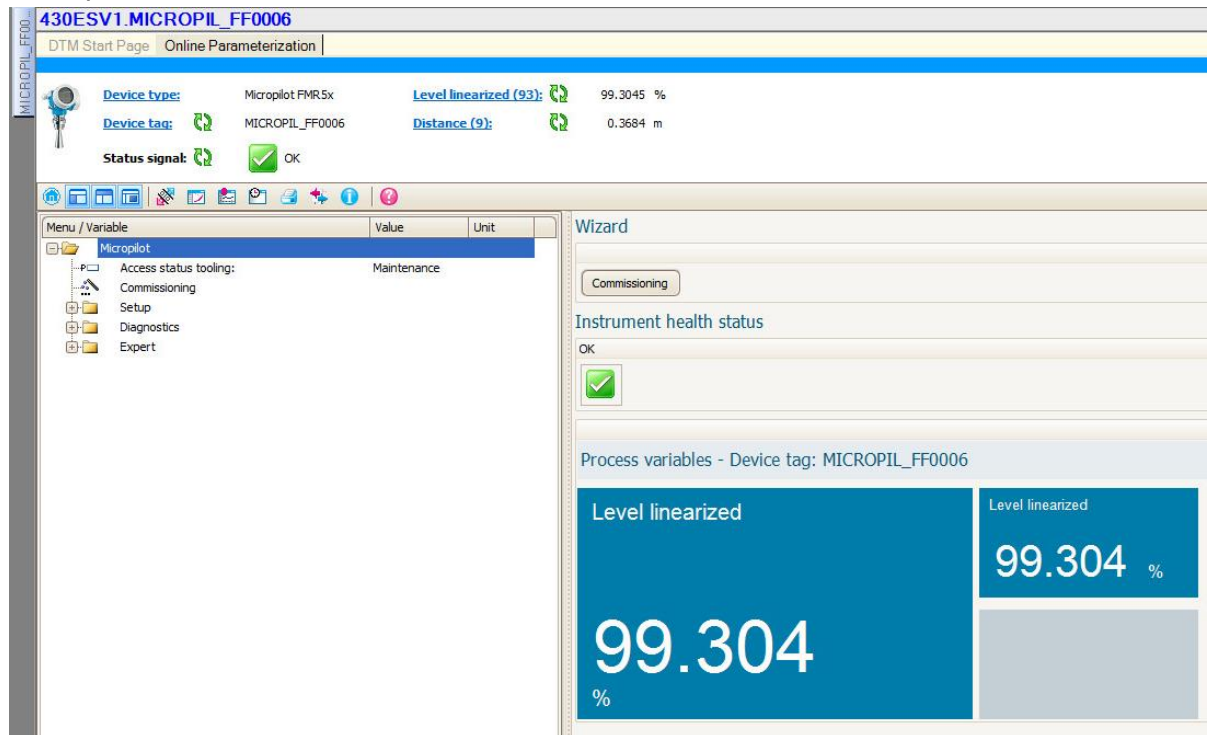 430ESV1.MICROPIL_FF0006
MICROPIL_FF00...
DTM Start Page Online Parameterization
Device type: Micropilot FMR5x Level linearized (93): 99.3045 %
Device tag: MICROPIL_FF0006 Distance (9): 0.3684 m
Status signal: OK
Menu / Variable Value Unit
Micropilot
Access status tooling: Maintenance
Commissioning
Setup
Diagnostics
Expert
Wizard
Commissioning
Instrument health status
OK
Process variables - Device tag: MICROPIL_FF0006
Level linearized
99.304
%
Level linearized
99.304 %